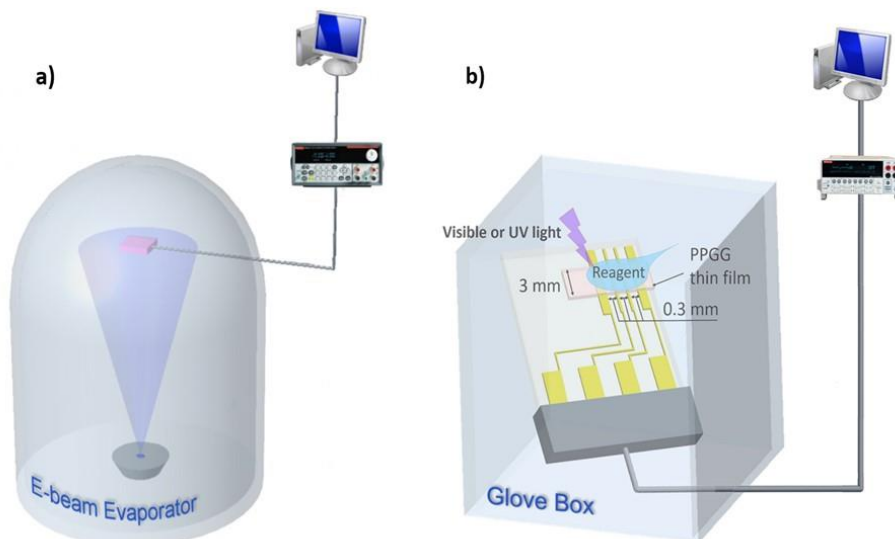 a)
E-beam Evaporator
b)
Visible or UV light
Reagent
PPGG
thin film
3 mm
0.3 mm
Glove Box